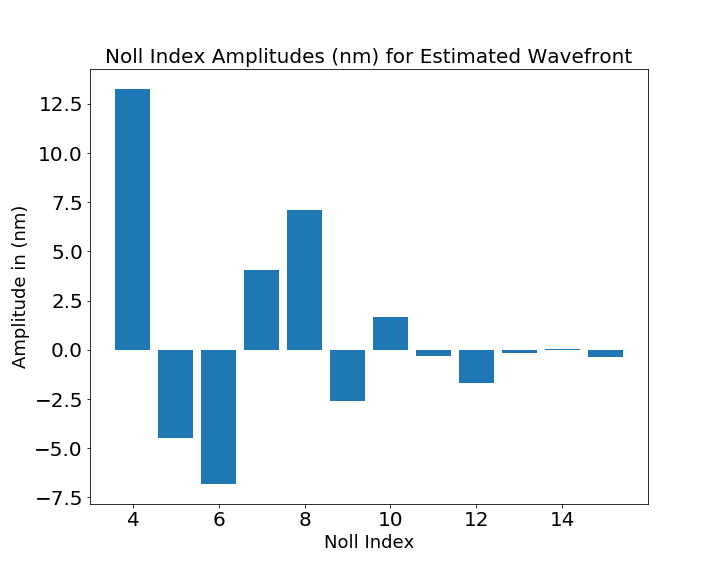 Noll Index Amplitudes (nm) for Estimated Wavefront
12.5
10.0
7.5
5.0
2.5
0.0
−2.5
−5.0
−7.5
Amplitude in (nm)
4 6 8 10 12 14
Noll Index